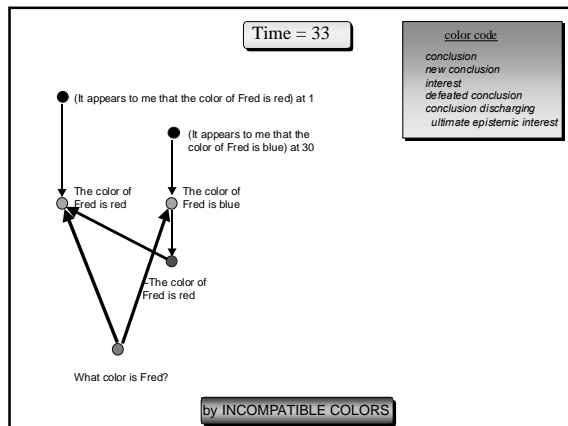 Time = 33
color code
conclusion
new conclusion
interest
defeated conclusion
conclusion discharging
ultimate epistemic interest
(It appears to me that the color of Fred is red) at 1
(It appears to me that the
color of Fred is blue) at 30
The color of
Fred is red
The color of
Fred is blue
~The color of
Fred is red
What color is Fred?
by INCOMPATIBLE COLORS